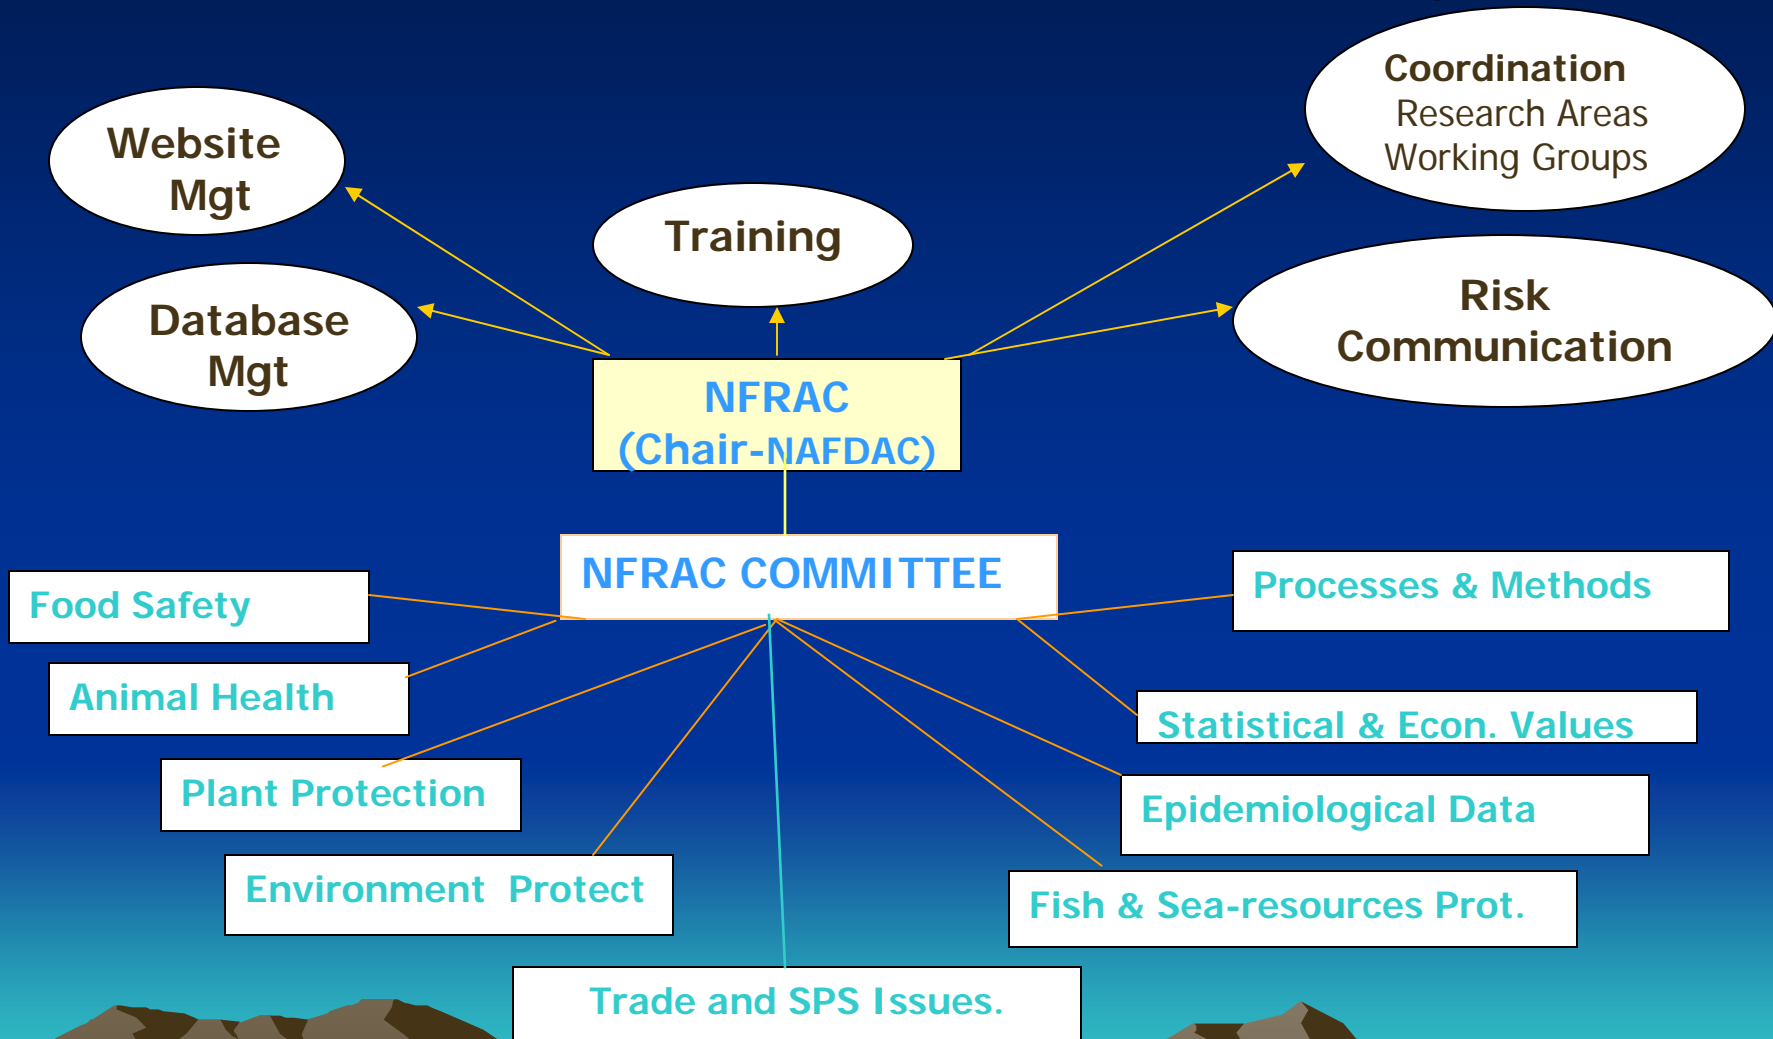 Website
Mgt
Database
Mgt
Training
Coordination
Research Areas
Working Groups
Risk
Communication
NFRAC
(Chair-NAFDAC)
NFRAC COMMITTEE
Food Safety
Animal Health
Plant Protection
Environment Protect
Trade and SPS Issues.
Processes & Methods
Statistical & Econ. Values
Epidemiological Data
Fish & Sea-resources Prot.